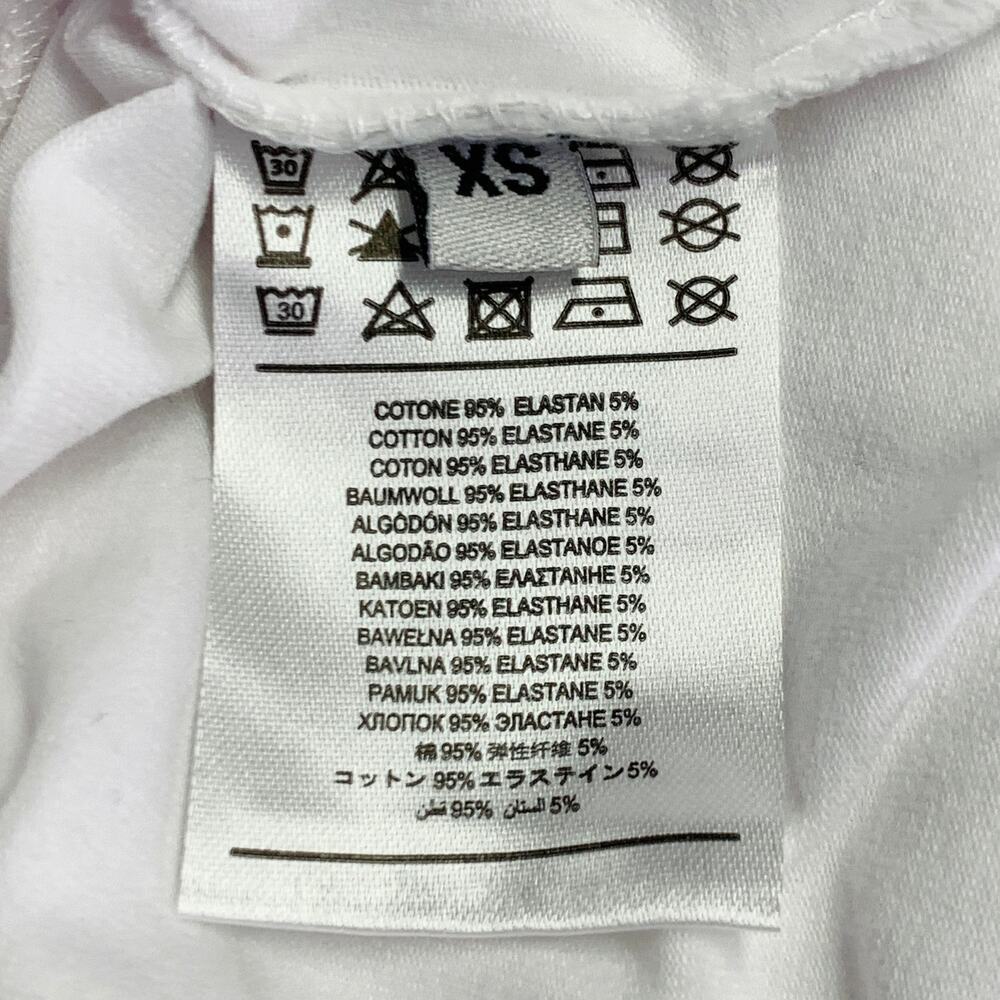 XS
30
30
COTONE 95% ELASTAN 5%
COTTON 95% ELASTANE 5%
COTON 95% ELASTHANE 5%
BAUMWOLL 95% ELASTHANE 5%
ALGÒDÓN 95% ELASTHANE 5%
ALGODÃO 95% ELASTANOE 5%
BAMBAKI 95% ΕΛΑΣΤΑΝΗΕ 5%
KATOEN 95% ELASTHANE 5%
BAWEŁNA 95% ELASTANE 5%
BAVLNA 95% ELASTANE 5%
PAMUK 95% ELASTANE 5%
ХЛОПОК 95% ЭЛАСТАНЕ 5%
棉 95% 弹性纤维 5%
コットン 95% エラステイン 5%
قطن 95% الستان 5%